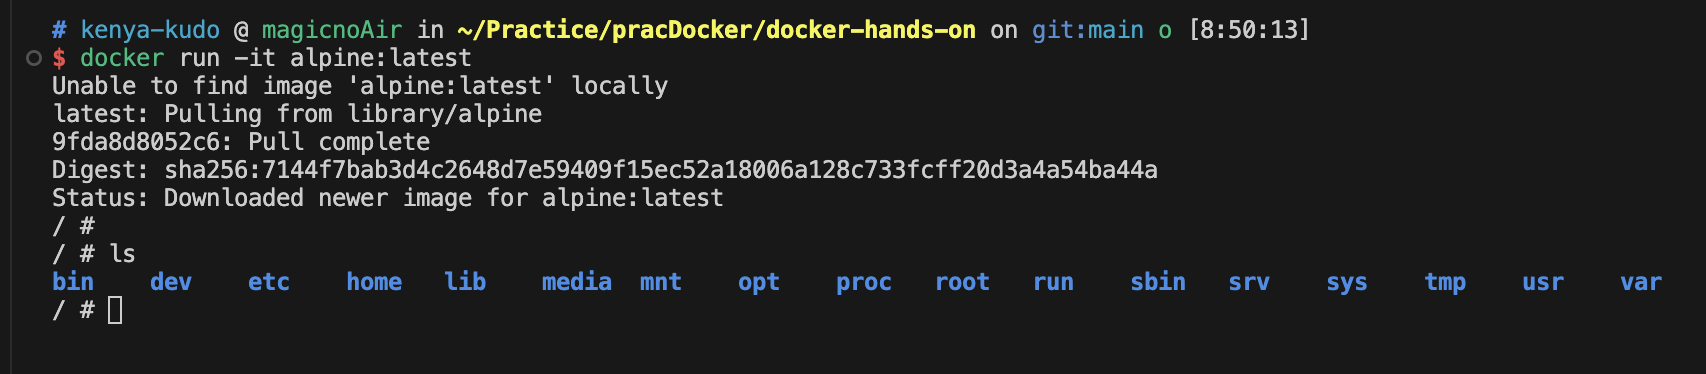 # kenya-kudo @ magicnoAir in ~/Practice/pracDocker/docker-hands-on on git:main o [8:50:13]
$ docker run -it alpine:latest
Unable to find image 'alpine:latest' locally
latest: Pulling from library/alpine
9fda8d8052c6: Pull complete
Digest: sha256:7144f7bab3d4c2648d7e59409f15ec52a18006a128c733fcff20d3a4a54ba44a
Status: Downloaded newer image for alpine:latest
/ #
/ # ls
bin dev etc home lib media mnt opt proc root run sbin srv sys tmp usr var
/ #